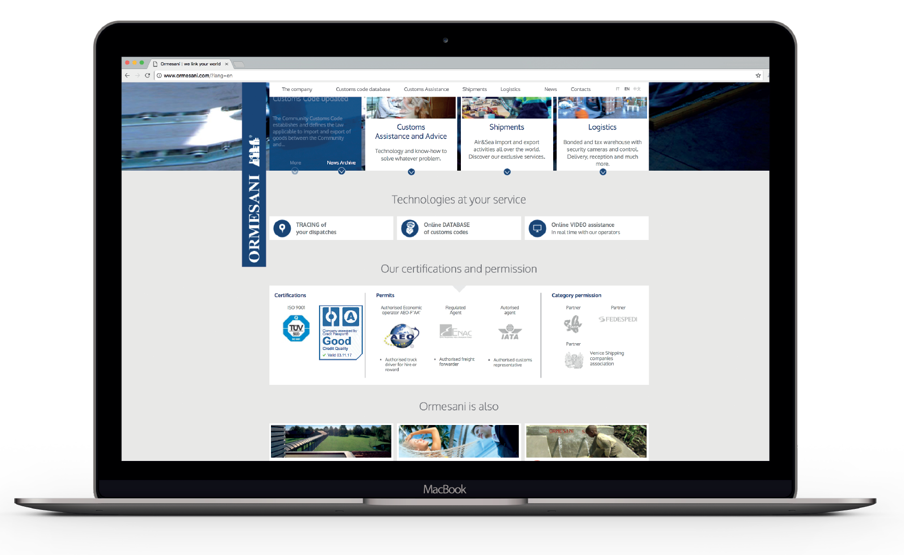 Ormesani | we link your world
www.ormesani.com/?lang=en
The company
Customs code database
Customs Assistance
Shipments
Logistics
News
Contacts
IT EN
Customs Code Updated
The Community Customs Code
establishes and defines the law
applicable to import and export of
goods between the Community
and...
More
News Archive
Customs
Assistance and Advice
Technology and know-how to
solve whatever problem.
Shipments
Air&Sea import and export
activities all over the world.
Discover our exclusive services.
Logistics
Bonded and tax warehouse with
security cameras and control.
Delivery, reception and much
more.
ORMESANI
Technologies at your service
TRACING of
your dispatches
Online DATABASE
of customs codes
Online VIDEO assistance
In real time with our operators
Our certifications and permission
Certifications
ISO 9001
TÜV
Good
Credit Quality
Permits
Authorised Economic
operator AEO-F "AA"
AEO
Authorised truck
driver for hire or
reward
Regulated
Agent
ENAC
Authorised freight
forwarder
Autorised
agent
IATA
Authorised customs
representative
Category permission
Partner
Partner
FEDESPEDI
Partner
Venice Shipping
companies
association
Ormesani is also
MacBook